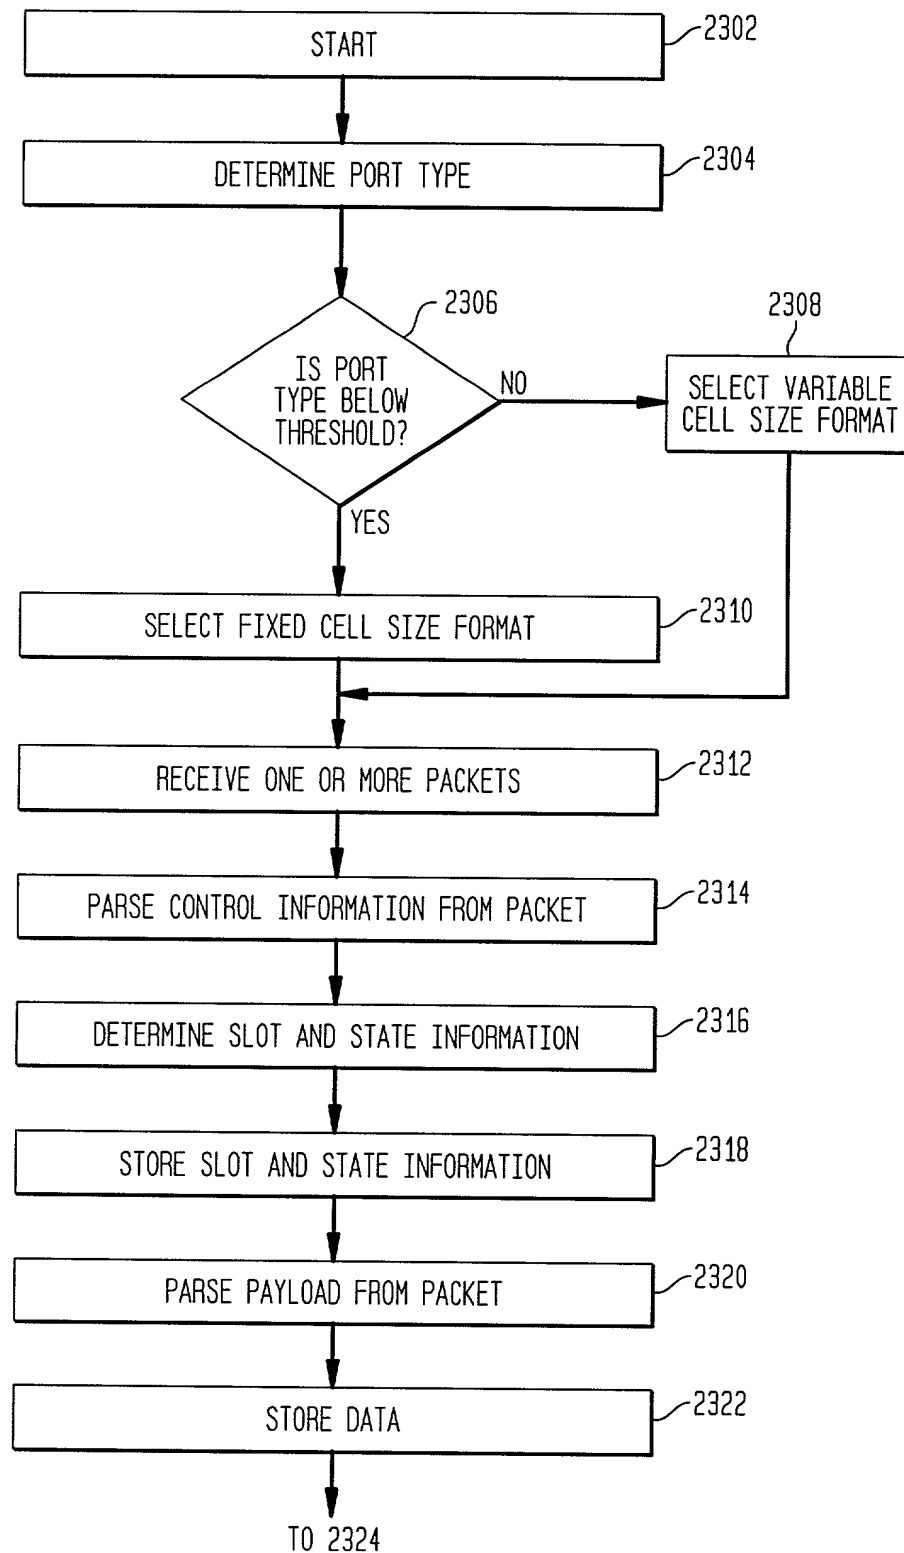 START
2302
DETERMINE PORT TYPE
2304
2306
IS PORT
TYPE BELOW
THRESHOLD?
NO
2308
SELECT VARIABLE
CELL SIZE FORMAT
YES
SELECT FIXED CELL SIZE FORMAT
2310
RECEIVE ONE OR MORE PACKETS
2312
PARSE CONTROL INFORMATION FROM PACKET
2314
DETERMINE SLOT AND STATE INFORMATION
2316
STORE SLOT AND STATE INFORMATION
2318
PARSE PAYLOAD FROM PACKET
2320
STORE DATA
2322
TO 2324